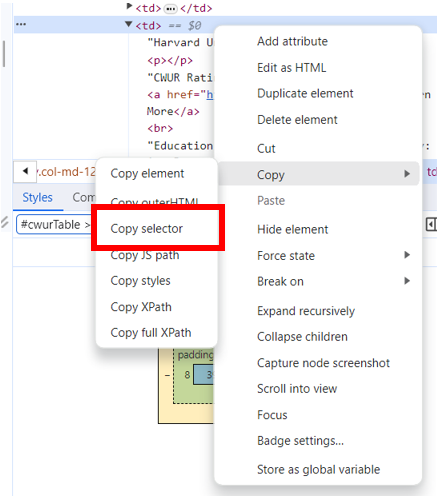 <td> </td>
<td> == $0
"Harvard U
<p></p>
"CWUR Rati
<a href="h
More</a>
<br>
"Education
y.col-md-12
td
Styles
Com
#cwurTable >
padding
8
3
Add attribute
Edit as HTML
Duplicate element
Delete element
Cut
Copy
Paste
Hide element
Force state
Break on
Expand recursively
Collapse children
Capture node screenshot
Scroll into view
Focus
Badge settings...
Store as global variable
Copy element
Copy outerHTML
Copy selector
Copy JS path
Copy styles
Copy XPath
Copy full XPath